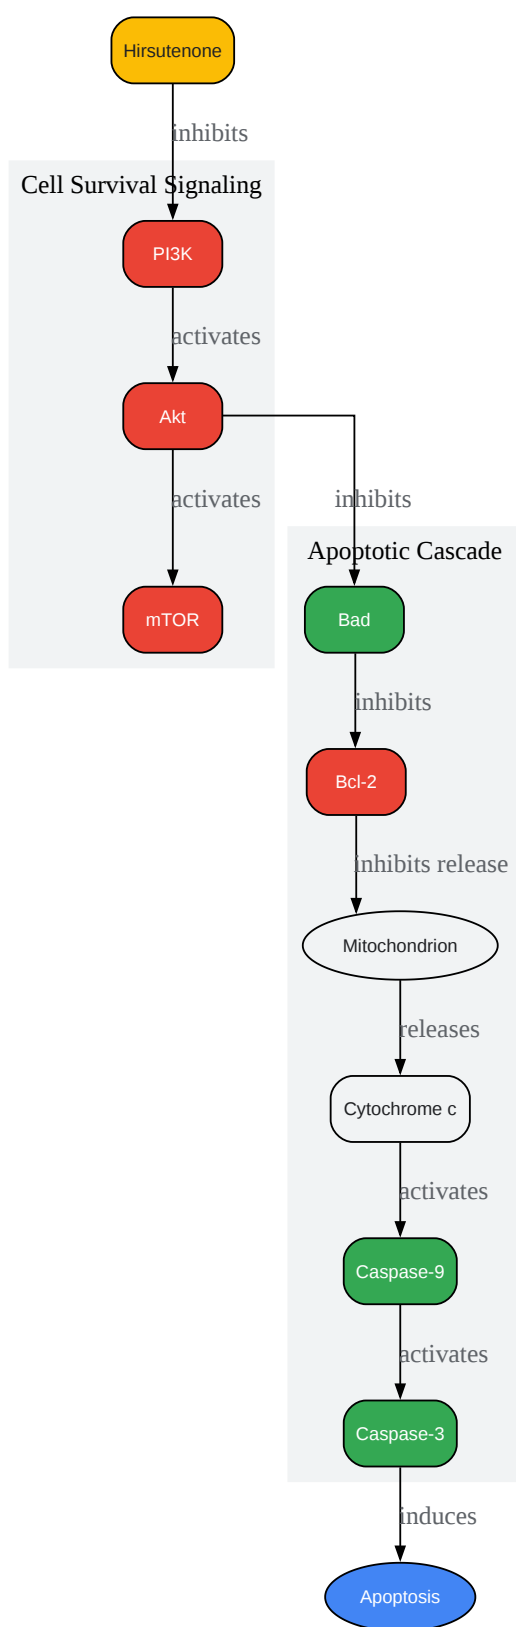 Hirsutenone
inhibits
Cell Survival Signaling
PI3K
activates
Akt
activates
inhibits
Apoptotic Cascade
mTOR
Bad
inhibits
Bcl-2
inhibits release
Mitochondrion
releases
Cytochrome c
activates
Caspase-9
activates
Caspase-3
induces
Apoptosis